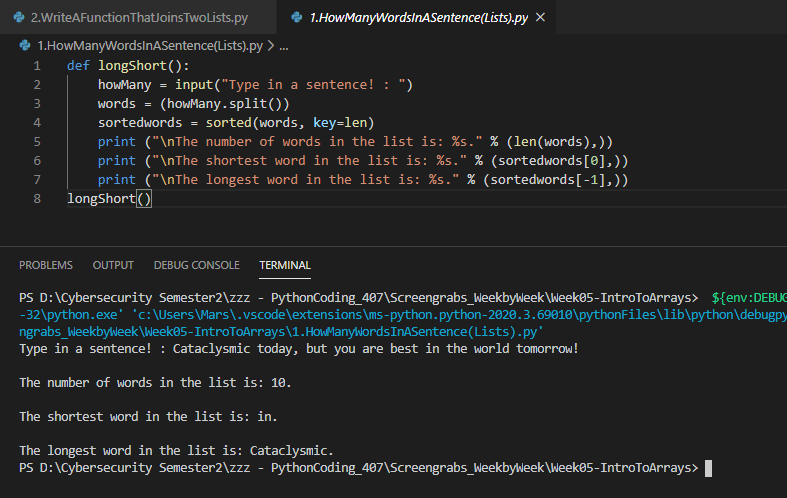 2.WriteAFunctionThatJoinsTwoLists.py 1.HowManyWordsInASentence(Lists).py
1.HowManyWordsInASentence(Lists).py > ...
1 def longShort():
2     howMany = input("Type in a sentence! : ")
3     words = (howMany.split())
4     sortedwords = sorted(words, key=len)
5     print ("\nThe number of words in the list is: %s." % (len(words),))
6     print ("\nThe shortest word in the list is: %s." % (sortedwords[0],))
7     print ("\nThe longest word in the list is: %s." % (sortedwords[-1],))
8 longShort()
PROBLEMS OUTPUT DEBUG CONSOLE TERMINAL
PS D:\Cybersecurity Semester2\zzz - PythonCoding_407\Screengrabs_WeekbyWeek\Week05-IntroToArrays> ${env:DEBUG
-32\python.exe' 'c:\Users\Mars\.vscode\extensions\ms-python.python-2020.3.69010\pythonFiles\lib\python\debugpy
ngrabs_WeekbyWeek\Week05-IntroToArrays\1.HowManyWordsInASentence(Lists).py'
Type in a sentence! : Cataclysmic today, but you are best in the world tomorrow!
The number of words in the list is: 10.
The shortest word in the list is: in.
The longest word in the list is: Cataclysmic.
PS D:\Cybersecurity Semester2\zzz - PythonCoding_407\Screengrabs_WeekbyWeek\Week05-IntroToArrays>